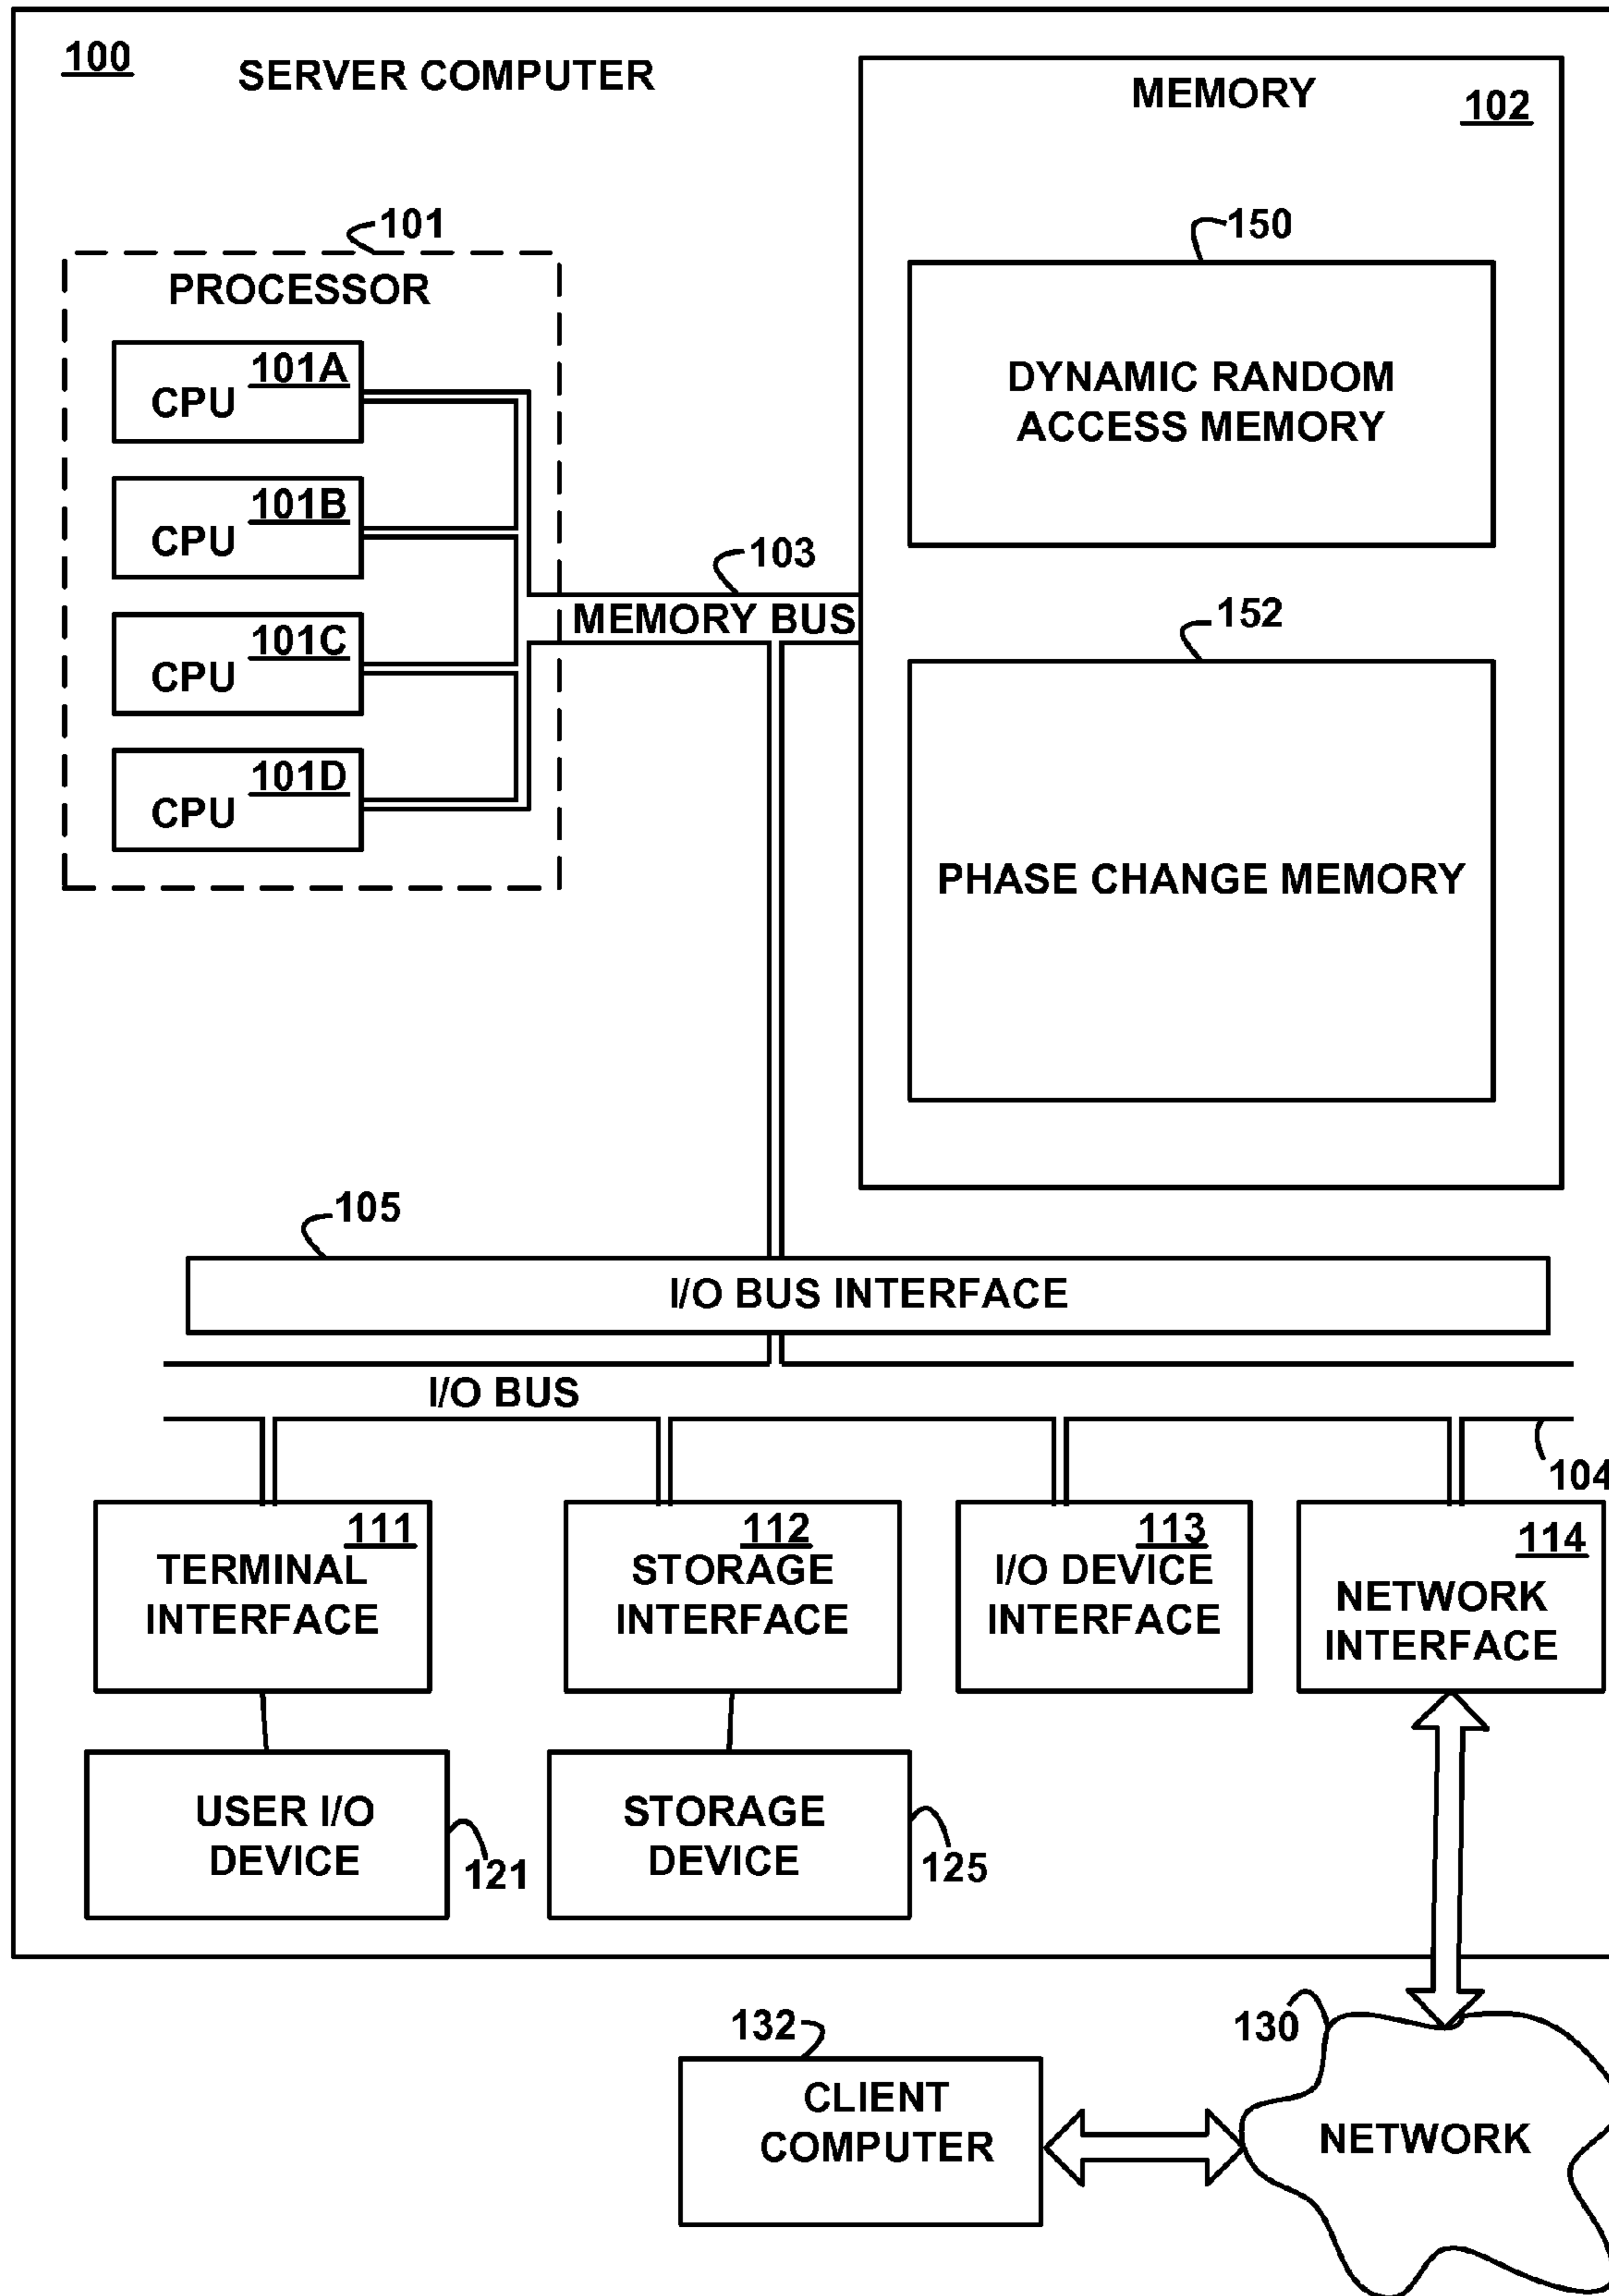 100
SERVER COMPUTER
MEMORY
102
101
PROCESSOR
101A
CPU
101B
CPU
101C
CPU
101D
CPU
103
MEMORY BUS
150
DYNAMIC RANDOM
ACCESS MEMORY
152
PHASE CHANGE MEMORY
105
I/O BUS INTERFACE
I/O BUS
104
111
TERMINAL
INTERFACE
112
STORAGE
INTERFACE
113
I/O DEVICE
INTERFACE
114
NETWORK
INTERFACE
USER I/O
DEVICE
121
STORAGE
DEVICE
125
132
CLIENT
COMPUTER
130
NETWORK